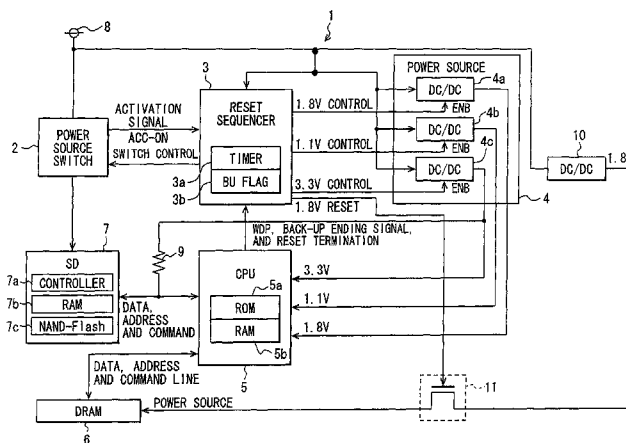 8
1
3
POWER SOURCE
4a
RESET
SEQUENCER
DC/DC
1.8V CONTROL
ENB
ACTIVATION
SIGNAL
ACC-ON
SWITCH CONTROL
POWER
SOURCE
SWITCH
2
4b
DC/DC
1.1V CONTROL
ENB
4c
10
DC/DC
1.8
TIMER
3a
BU FLAG
3b
DC/DC
3.3V CONTROL
ENB
4
1.8V RESET
WDP, BACK-UP ENDING SIGNAL,
AND RESET TERMINATION
7
9
SD
7a
CONTROLLER
7b
RAM
7c
NAND-Flash
DATA,
ADDRESS
AND COMMAND
CPU
5a
ROM
RAM
5b
5
3.3V
1.1V
1.8V
DATA, ADDRESS
AND COMMAND LINE
DRAM
6
POWER SOURCE
11